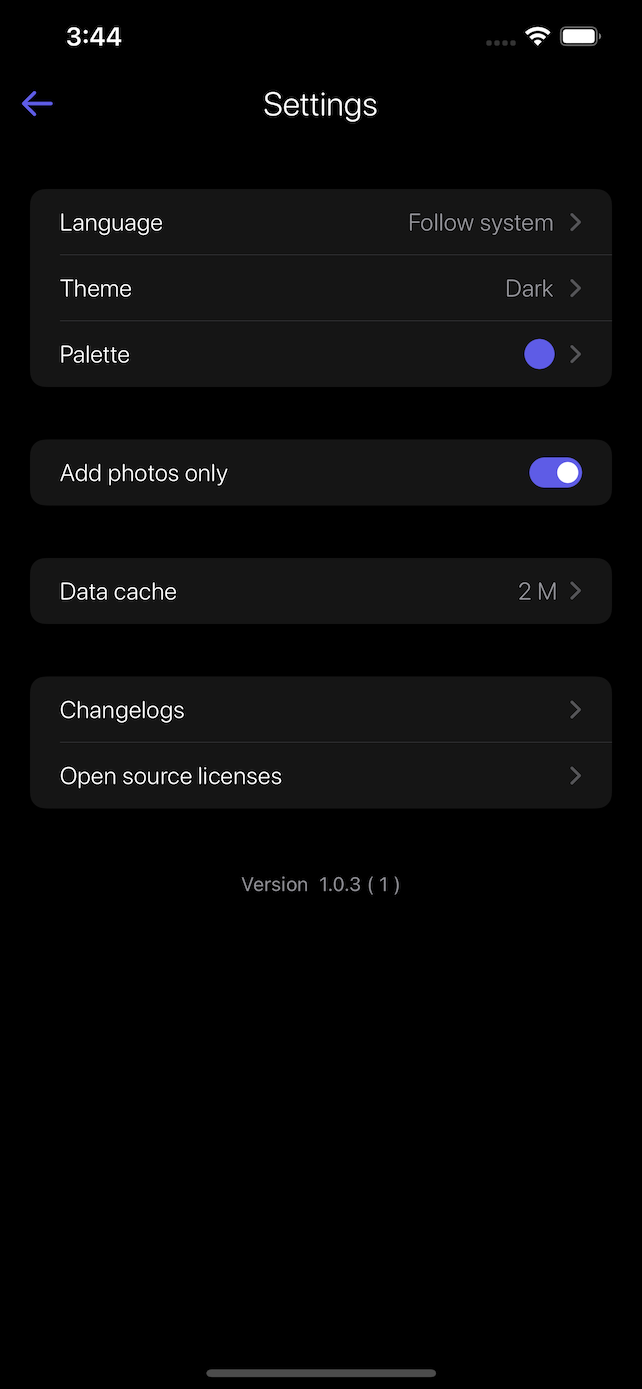 3:44
Settings
Language Follow system
Theme Dark
Palette
Add photos only
Data cache 2 M
Changelogs
Open source licenses
Version 1.0.3 ( 1 )